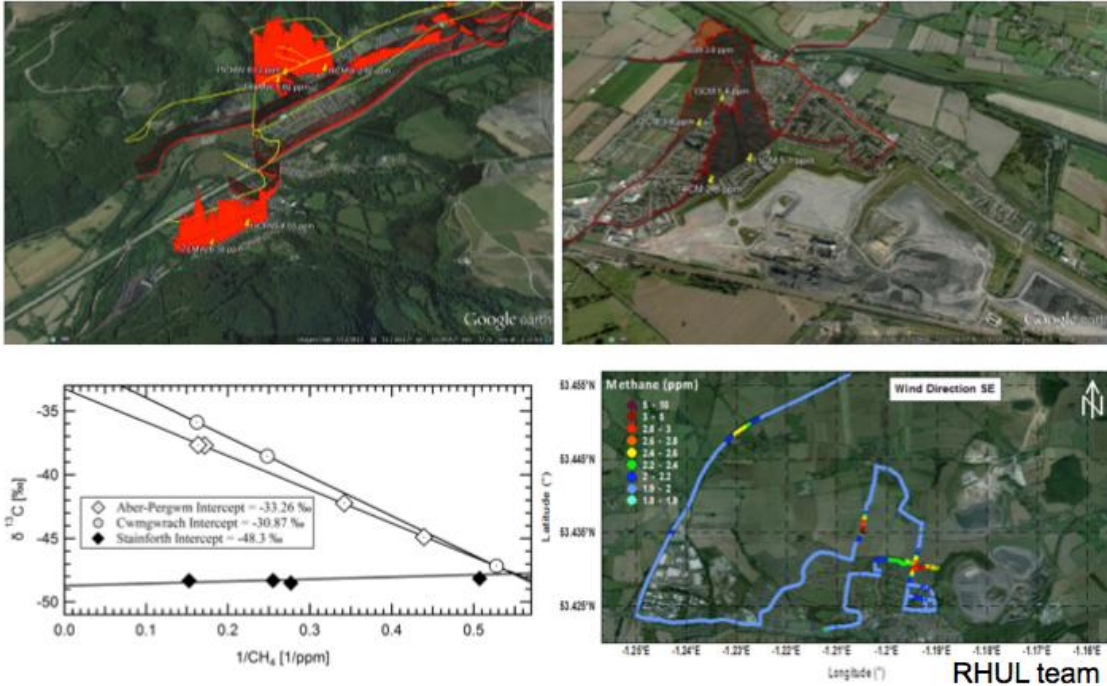 Google earth
Google earth
δ 13C [‰]
-35
-40
-45
-50
Aber-Pergwm Intercept = -33.26 ‰
Cwmgwrach Intercept = -30.87 ‰
Stainforth Intercept = -48.3 ‰
0.0 0.1 0.2 0.3 0.4 0.5
1/CH4 [1/ppm]
Methane (ppm)
5 - 10
3 - 5
2.8 - 3
2.6 - 2.8
2.4 - 2.6
2.2 - 2.4
2 - 2.2
1.9 - 2
1.8 - 1.9
Wind Direction SE
N
Latitude (°)
53.455°N
53.445°N
53.435°N
53.425°N
-1.25°E -1.24°E -1.23°E -1.22°E -1.21°E -1.2°E -1.19°E -1.18°E -1.17°E -1.16°E
Longitude (°)
RHUL team